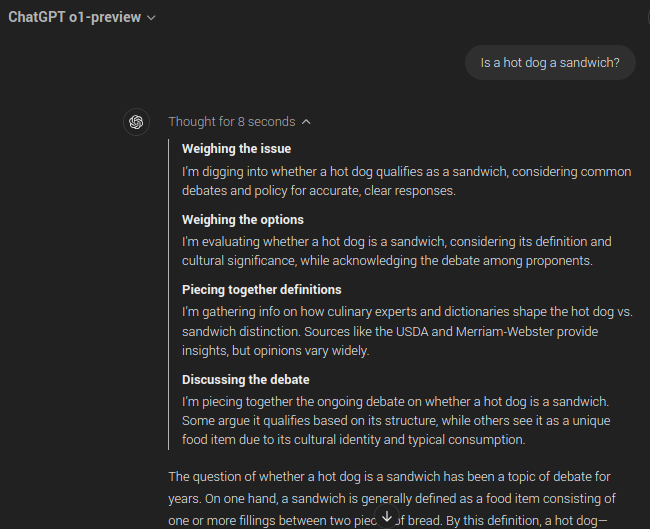 ChatGPT o1-preview
Is a hot dog a sandwich?
Thought for 8 seconds
Weighing the issue
I'm digging into whether a hot dog qualifies as a sandwich, considering common
debates and policy for accurate, clear responses.
Weighing the options
I'm evaluating whether a hot dog is a sandwich, considering its definition and
cultural significance, while acknowledging the debate among proponents.
Piecing together definitions
I'm gathering info on how culinary experts and dictionaries shape the hot dog vs.
sandwich distinction. Sources like the USDA and Merriam-Webster provide
insights, but opinions vary widely.
Discussing the debate
I'm piecing together the ongoing debate on whether a hot dog is a sandwich.
Some argue it qualifies based on its structure, while others see it as a unique
food item due to its cultural identity and typical consumption.
The question of whether a hot dog is a sandwich has been a topic of debate for
years. On one hand, a sandwich is generally defined as a food item consisting of
one or more fillings between two of bread. By this definition, a hot dog—